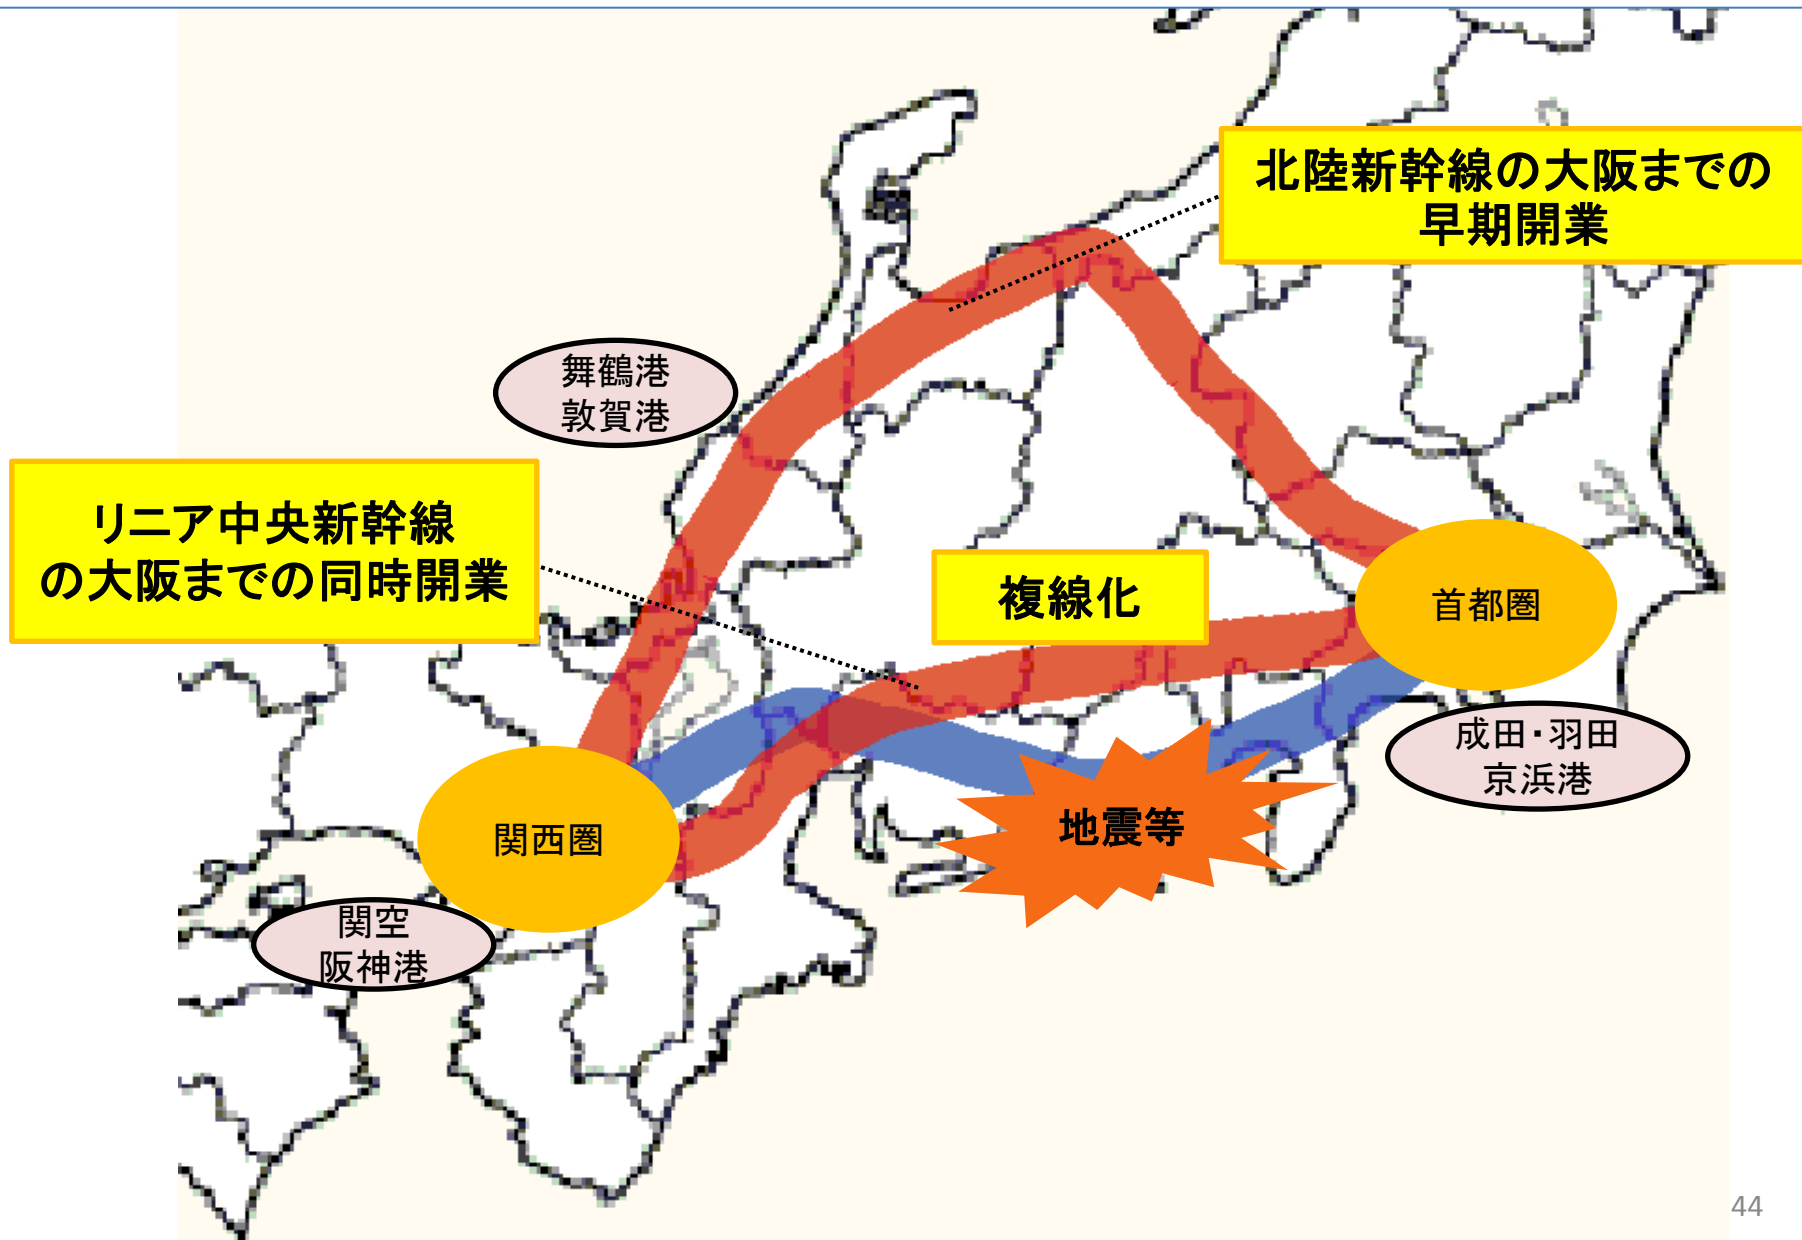 北陸新幹線の大阪までの
早期開業
舞鶴港
敦賀港
リニア中央新幹線
の大阪までの同時開業
複線化
首都圏
成田・羽田
京浜港
地震等
関西圏
関空
阪神港
44